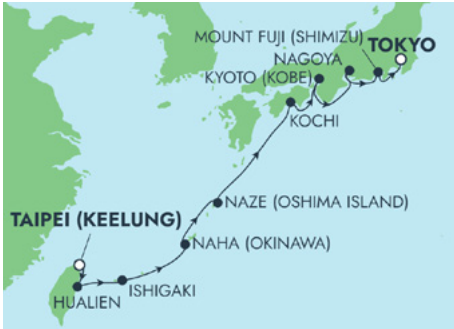 MOUNT FUJI (SHIMIZU)
TOKYO
NAGOYA
KYOTO (KOBE)
KOCHI
NAZE (OSHIMA ISLAND)
TAIPEI (KEELUNG)
NAHA (OKINAWA)
ISHIGAKI
HUALIEN